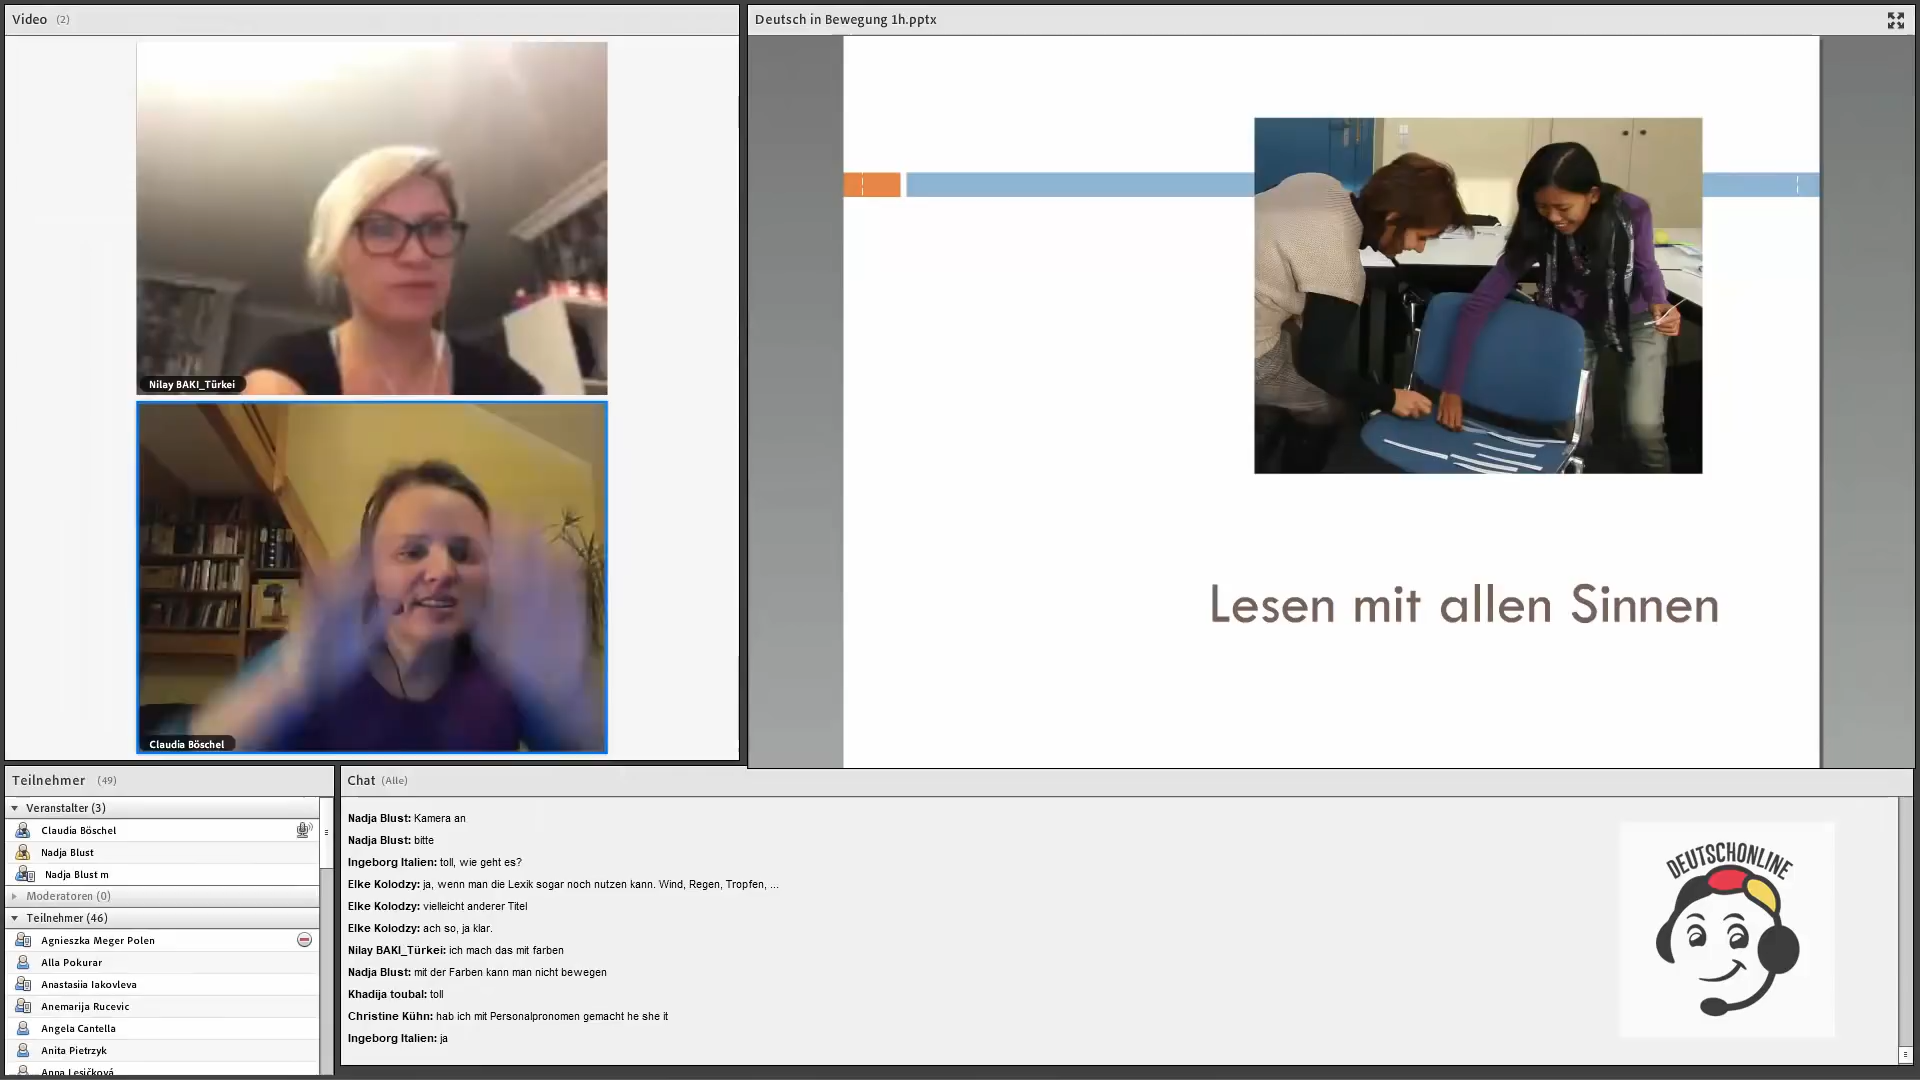 Video (2)
Nilay BAKI_Türkei
Claudia Böschel
Deutsch in Bewegung 1h.pptx
Lesen mit allen Sinnen
Teilnehmer (49)
Veranstalter (3)
Claudia Böschel
Nadja Blust
Nadja Blust m
Moderatoren (0)
Teilnehmer (46)
Agnieszka Meger Polen
Alla Pokurar
Anastasiia Iakovleva
Anemarija Rucevic
Angela Cantella
Anita Pietrzyk
Anna Lesičková
Chat (Alle)
Nadja Blust: Kamera an
Nadja Blust: bitte
Ingeborg Italien: toll, wie geht es?
Elke Kolodzy: ja, wenn man die Lexik sogar noch nutzen kann. Wind, Regen, Tropfen, ...
Elke Kolodzy: vielleicht anderer Titel
Elke Kolodzy: ach so, ja klar.
Nilay BAKI_Türkei: ich mach das mit farben
Nadja Blust: mit der Farben kann man nicht bewegen
Khadija toubal: toll
Christine Kühn: hab ich mit Personalpronomen gemacht he she it
Ingeborg Italien: ja
DEUTSCHONLINE